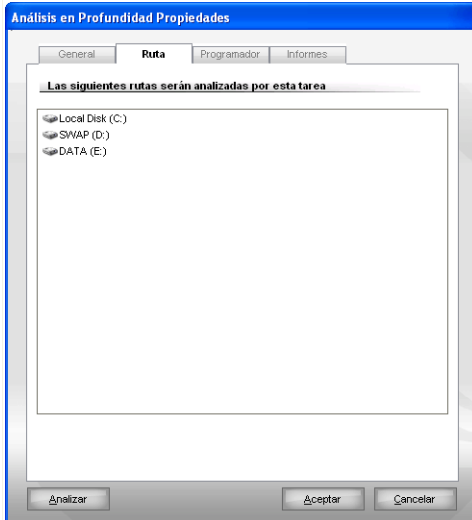 Análisis en Profundidad Propiedades
General Ruta Programador Informes
Las siguientes rutas serán analizadas por esta tarea
Local Disk (C:)
SWAP (D:)
DATA (E:)
Analizar Aceptar Cancelar